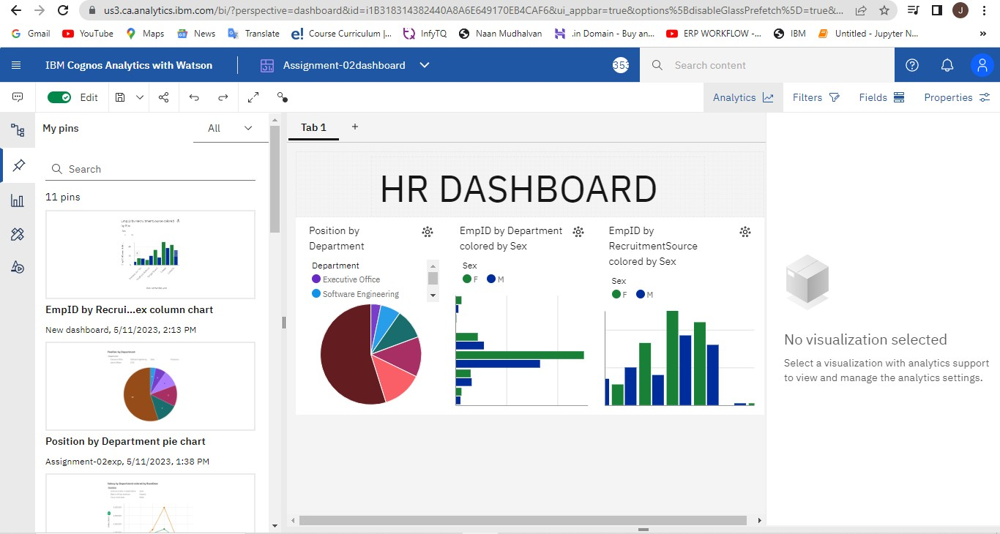 us3.ca.analytics.ibm.com/bi/?perspective=dashboard&id=i1B318314382440A8A6E649170EB4CAF6&ui_appbar=true&options%5BdisableGlassPrefetch%5D=true&...
J
Gmail YouTube Maps News Translate Course Curriculum |... InfyTQ Naan Mudhalvan .in Domain - Buy an... ERP WORKFLOW -... IBM Untitled - Jupyter N... »
IBM Cognos Analytics with Watson Assignment-02dashboard 353 Search content
Edit Analytics Filters Fields Properties
My pins All
Search
11 pins
EmpID by Recrui...ex column chart
New dashboard, 5/11/2023, 2:13 PM
Position by Department
Position by Department pie chart
Assignment-02exp, 5/11/2023, 1:38 PM
Tab 1 +
HR DASHBOARD
Position by
Department
Department
Executive Office
Software Engineering
EmpID by Department
colored by Sex
Sex
F M
EmpID by
RecruitmentSource
colored by Sex
Sex
F M
No visualization selected
Select a visualization with analytics support
to view and manage the analytics settings.